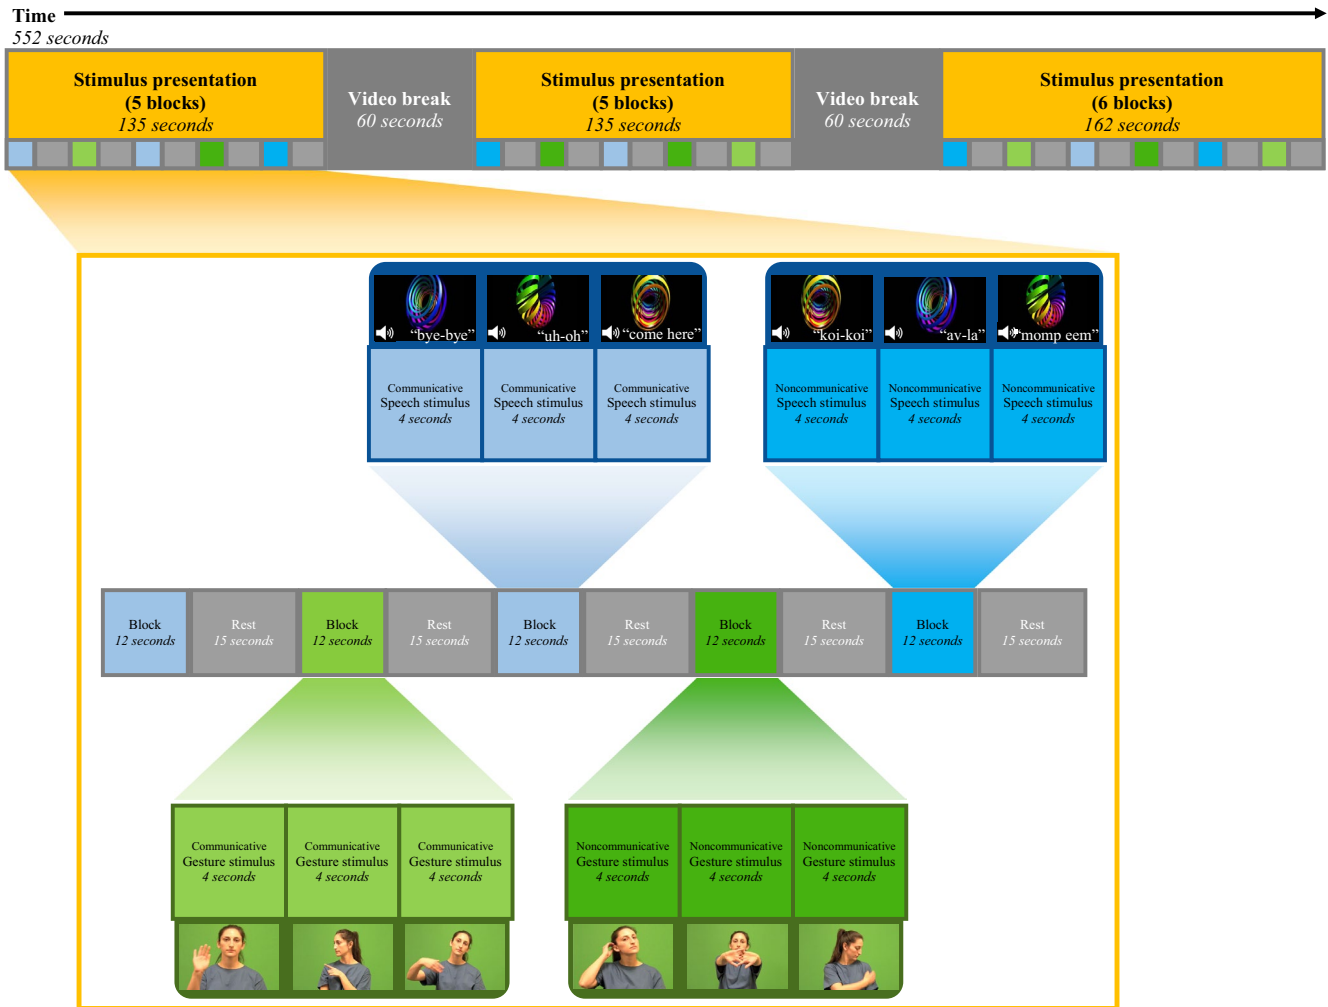 Time
552 seconds
Stimulus presentation
(5 blocks)
135 seconds
Video break
60 seconds
Stimulus presentation
(5 blocks)
135 seconds
Video break
60 seconds
Stimulus presentation
(6 blocks)
162 seconds
“bye-bye”
“uh-oh”
“come here”
“koi-koi”
“av-la”
“momp eem”
Communicative
Speech stimulus
4 seconds
Communicative
Speech stimulus
4 seconds
Communicative
Speech stimulus
4 seconds
Noncommunicative
Speech stimulus
4 seconds
Noncommunicative
Speech stimulus
4 seconds
Noncommunicative
Speech stimulus
4 seconds
Block
12 seconds
Rest
15 seconds
Block
12 seconds
Rest
15 seconds
Block
12 seconds
Rest
15 seconds
Block
12 seconds
Rest
15 seconds
Block
12 seconds
Rest
15 seconds
Communicative
Gesture stimulus
4 seconds
Communicative
Gesture stimulus
4 seconds
Communicative
Gesture stimulus
4 seconds
Noncommunicative
Gesture stimulus
4 seconds
Noncommunicative
Gesture stimulus
4 seconds
Noncommunicative
Gesture stimulus
4 seconds